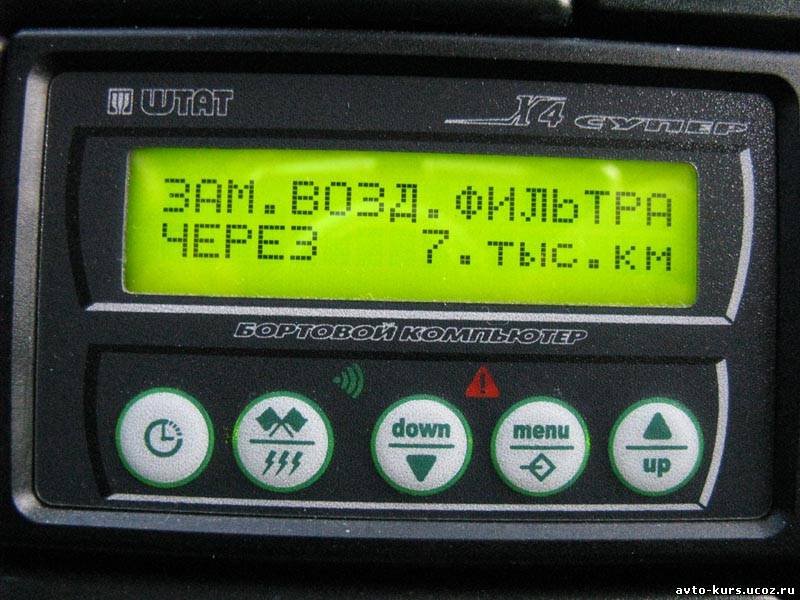 ШТАТ
X4 СУПЕР
ЗАМ.ВОЗД.ФИЛЬТРА
ЧЕРЕЗ 7.тыс.км
БОРТОВОЙ КОМПЬЮТЕР
down
menu
up
avto-kurs.ucoz.ru